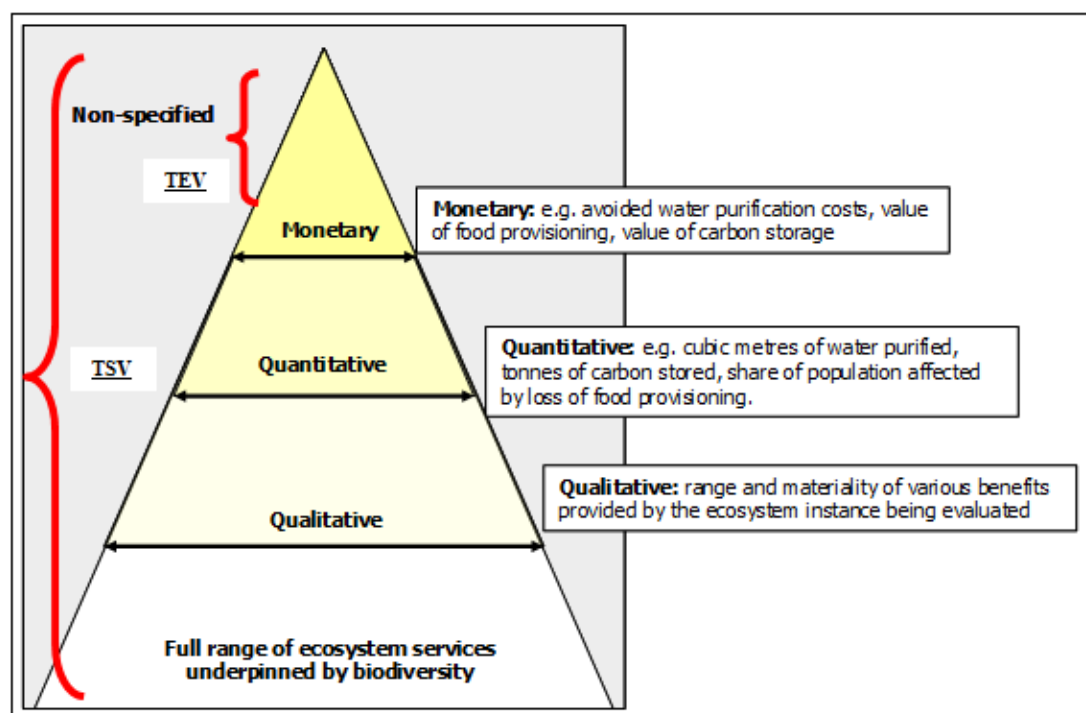 Non-specified
TEV
Monetary: e.g. avoided water purification costs, value
of food provisioning, value of carbon storage
Monetary
Quantitative: e.g. cubic metres of water purified,
tonnes of carbon stored, share of population affected
by loss of food provisioning.
TSV
Quantitative
Qualitative: range and materiality of various benefits
provided by the ecosystem instance being evaluated
Qualitative
Full range of ecosystem services
underpinned by biodiversity